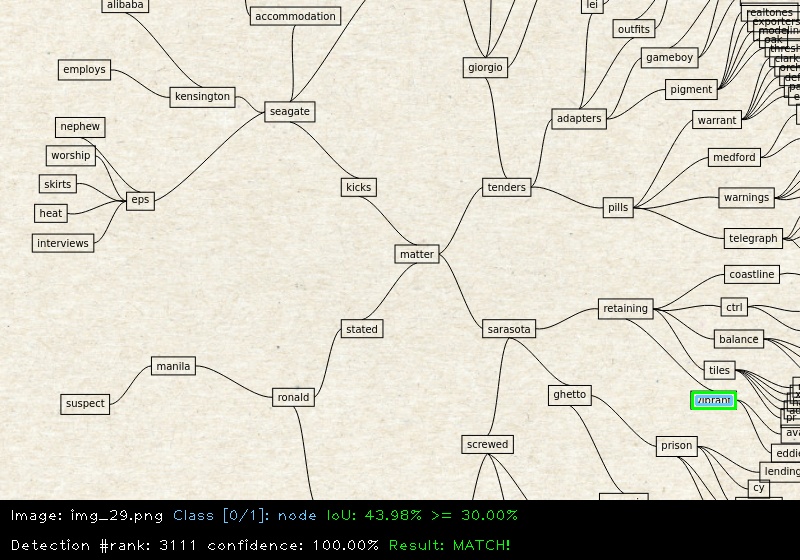 alibaba
accommodation
lei
realtones
exporters
outfits
employs
giorgio
gameboy
kensington
pigment
seagate
adapters
warrant
nephew
worship
medford
skirts
kicks
tenders
eps
warnings
heat
pills
interviews
telegraph
matter
coastline
retaining
ctrl
stated
sarasota
balance
manila
tiles
ronald
ghetto
suspect
vibrant
screwed
prison
eddie
lending
cy
Image: img_29.png Class [0/1]: node IoU: 43.98% >= 30.00%
Detection #rank: 3111 confidence: 100.00% Result: MATCH!